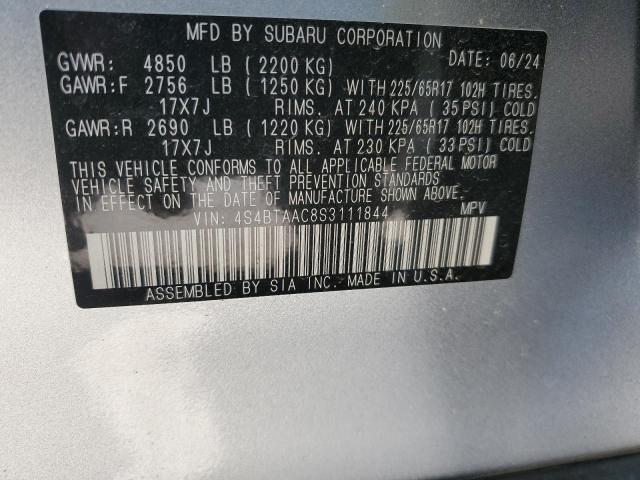 MFD BY SUBARU CORPORATION
GVWR: 4850 LB (2200 KG) DATE: 06/24
GAWR:F 2756 LB (1250 KG) WITH 225/65R17 102H TIRES.
17X7J RIMS. AT 240 KPA (35 PSI) COLD
GAWR:R 2690 LB (1220 KG) WITH 225/65R17 102H TIRES.
17X7J RIMS. AT 230 KPA (33 PSI) COLD
THIS VEHICLE CONFORMS TO ALL APPLICABLE FEDERAL MOTOR
VEHICLE SAFETY AND THEFT PREVENTION STANDARDS
IN EFFECT ON THE DATE OF MANUFACTURE SHOWN ABOVE.
VIN: 4S4BTAAC8S3111844 MPV
ASSEMBLED BY SIA INC. MADE IN U.S.A.